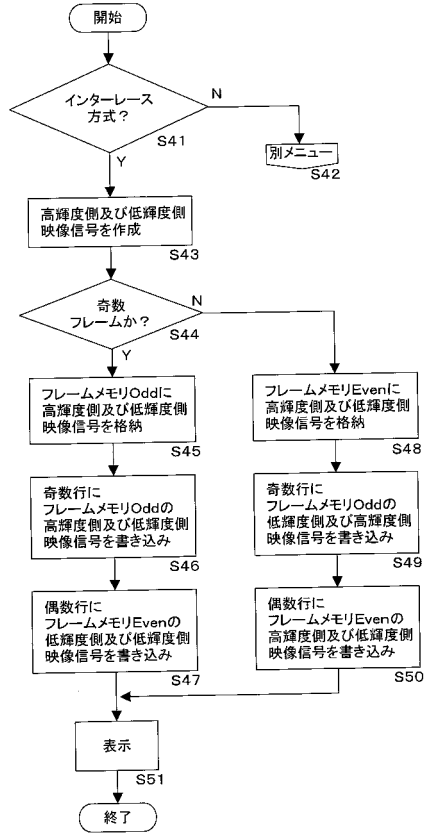 開始
インターレース
方式？
N
S41
Y
別メニュー
S42
高輝度側及び低輝度側
映像信号を作成
S43
奇数
フレームか？
N
S44
Y
フレームメモリOddに
高輝度側及び低輝度側
映像信号を格納
S45
フレームメモリEvenに
高輝度側及び低輝度側
映像信号を格納
S48
奇数行に
フレームメモリOddの
高輝度側及び低輝度側
映像信号を書き込み
S46
奇数行に
フレームメモリOddの
低輝度側及び高輝度側
映像信号を書き込み
S49
偶数行に
フレームメモリEvenの
低輝度側及び低輝度側
映像信号を書き込み
S47
偶数行に
フレームメモリEvenの
高輝度側及び低輝度側
映像信号を書き込み
S50
表示
S51
終了